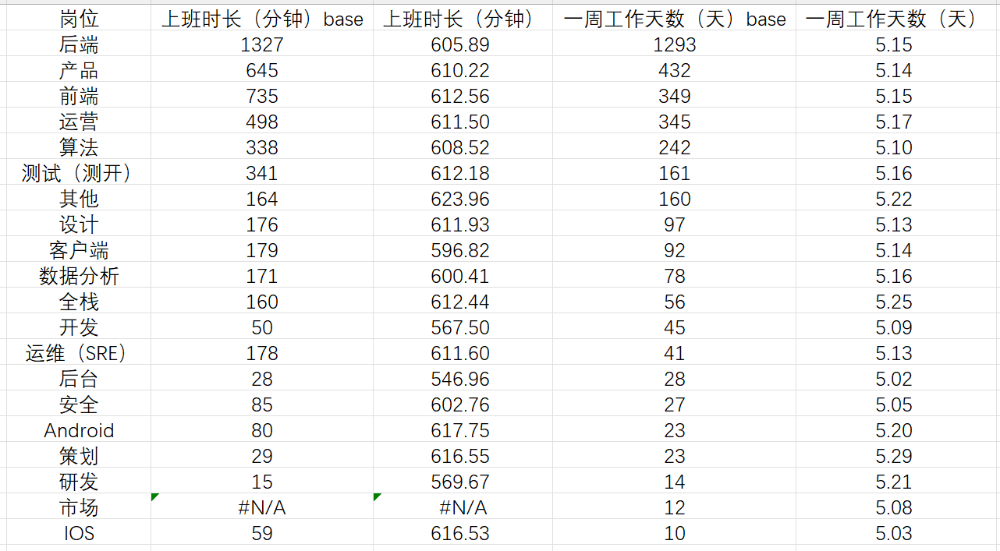 岗位 上班时长（分钟）base 上班时长（分钟） 一周工作天数（天）base 一周工作天数（天）
后端 1327 605.89 1293 5.15
产品 645 610.22 432 5.14
前端 735 612.56 349 5.15
运营 498 611.50 345 5.17
算法 338 608.52 242 5.10
测试（测开） 341 612.18 161 5.16
其他 164 623.96 160 5.22
设计 176 611.93 97 5.13
客户端 179 596.82 92 5.14
数据分析 171 600.41 78 5.16
全栈 160 612.44 56 5.25
开发 50 567.50 45 5.09
运维（SRE） 178 611.60 41 5.13
后台 28 546.96 28 5.02
安全 85 602.76 27 5.05
Android 80 617.75 23 5.20
策划 29 616.55 23 5.29
研发 15 569.67 14 5.21
市场 #N/A #N/A 12 5.08
IOS 59 616.53 10 5.03